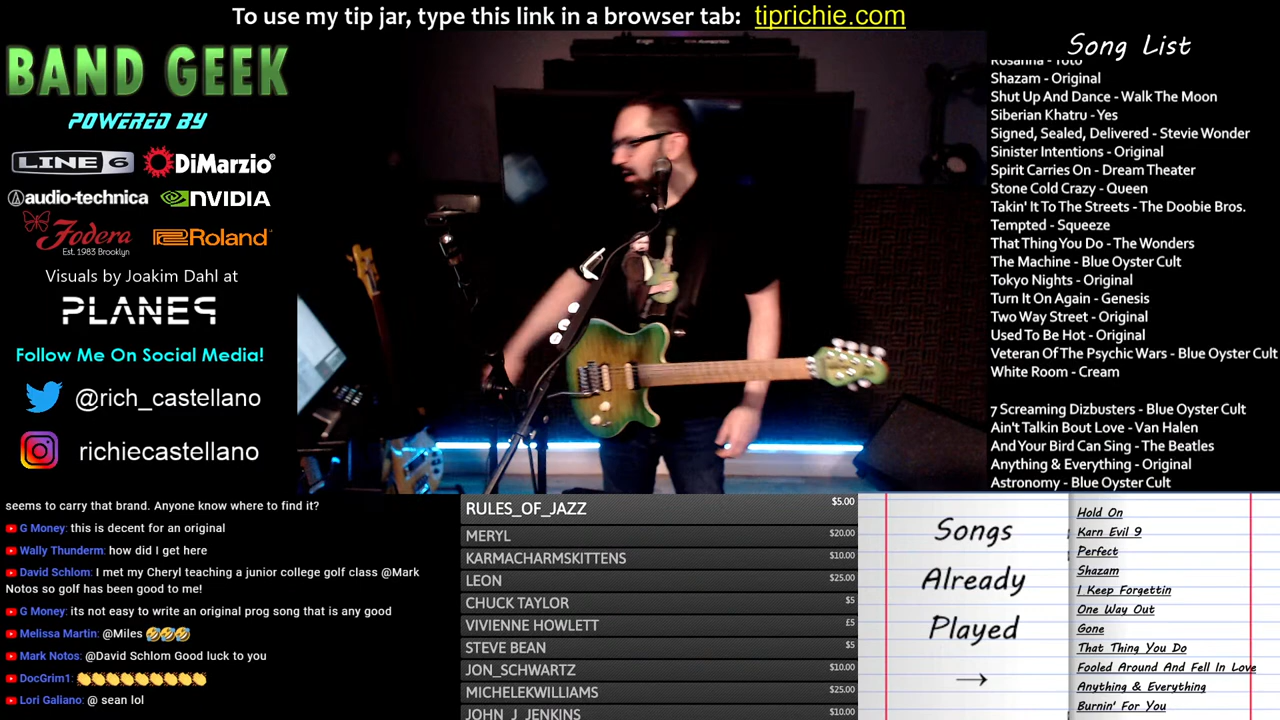 To use my tip jar, type this link in a browser tab: tiprichie.com
BAND GEEK
POWERED BY
LINE 6
DiMarzio®
audio-technica
NVIDIA
Fodera
Est. 1983 Brooklyn
Roland
Visuals by Joakim Dahl at
PLANE9
Follow Me On Social Media!
@rich_castellano
richiecastellano
Song List
Rosanna - Toto
Shazam - Original
Shut Up And Dance - Walk The Moon
Siberian Khatru - Yes
Signed, Sealed, Delivered - Stevie Wonder
Sinister Intentions - Original
Spirit Carries On - Dream Theater
Stone Cold Crazy - Queen
Takin' It To The Streets - The Doobie Bros.
Tempted - Squeeze
That Thing You Do - The Wonders
The Machine - Blue Oyster Cult
Tokyo Nights - Original
Turn It On Again - Genesis
Two Way Street - Original
Used To Be Hot - Original
Veteran Of The Psychic Wars - Blue Oyster Cult
White Room - Cream
7 Screaming Dizbusters - Blue Oyster Cult
Ain't Talkin Bout Love - Van Halen
And Your Bird Can Sing - The Beatles
Anything & Everything - Original
Astronomy - Blue Oyster Cult
seems to carry that brand. Anyone know where to find it?
G Money: this is decent for an original
Wally Thunderm: how did I get here
David Schlom: I met my Cheryl teaching a junior college golf class @Mark
Notos so golf has been good to me!
G Money: its not easy to write an original prog song that is any good
Melissa Martin: @Miles 🤣🤣🤣
Mark Notos: @David Schlom Good luck to you
DocGrim1: 👏👏👏👏👏👏👏👏👏
Lori Galiano: @ sean lol
RULES_OF_JAZZ $5.00
MERYL $20.00
KARMACHARMSKITTENS $10.00
LEON $25.00
CHUCK TAYLOR $5
VIVIENNE HOWLETT £5
STEVE BEAN $5
JON_SCHWARTZ $10.00
MICHELEKWILLIAMS $25.00
JOHN_J_JENKINS $10.00
Songs
Already
Played
→
Hold On
Karn Evil 9
Perfect
Shazam
I Keep Forgettin
One Way Out
Gone
That Thing You Do
Fooled Around And Fell In Love
Anything & Everything
Burnin' For You